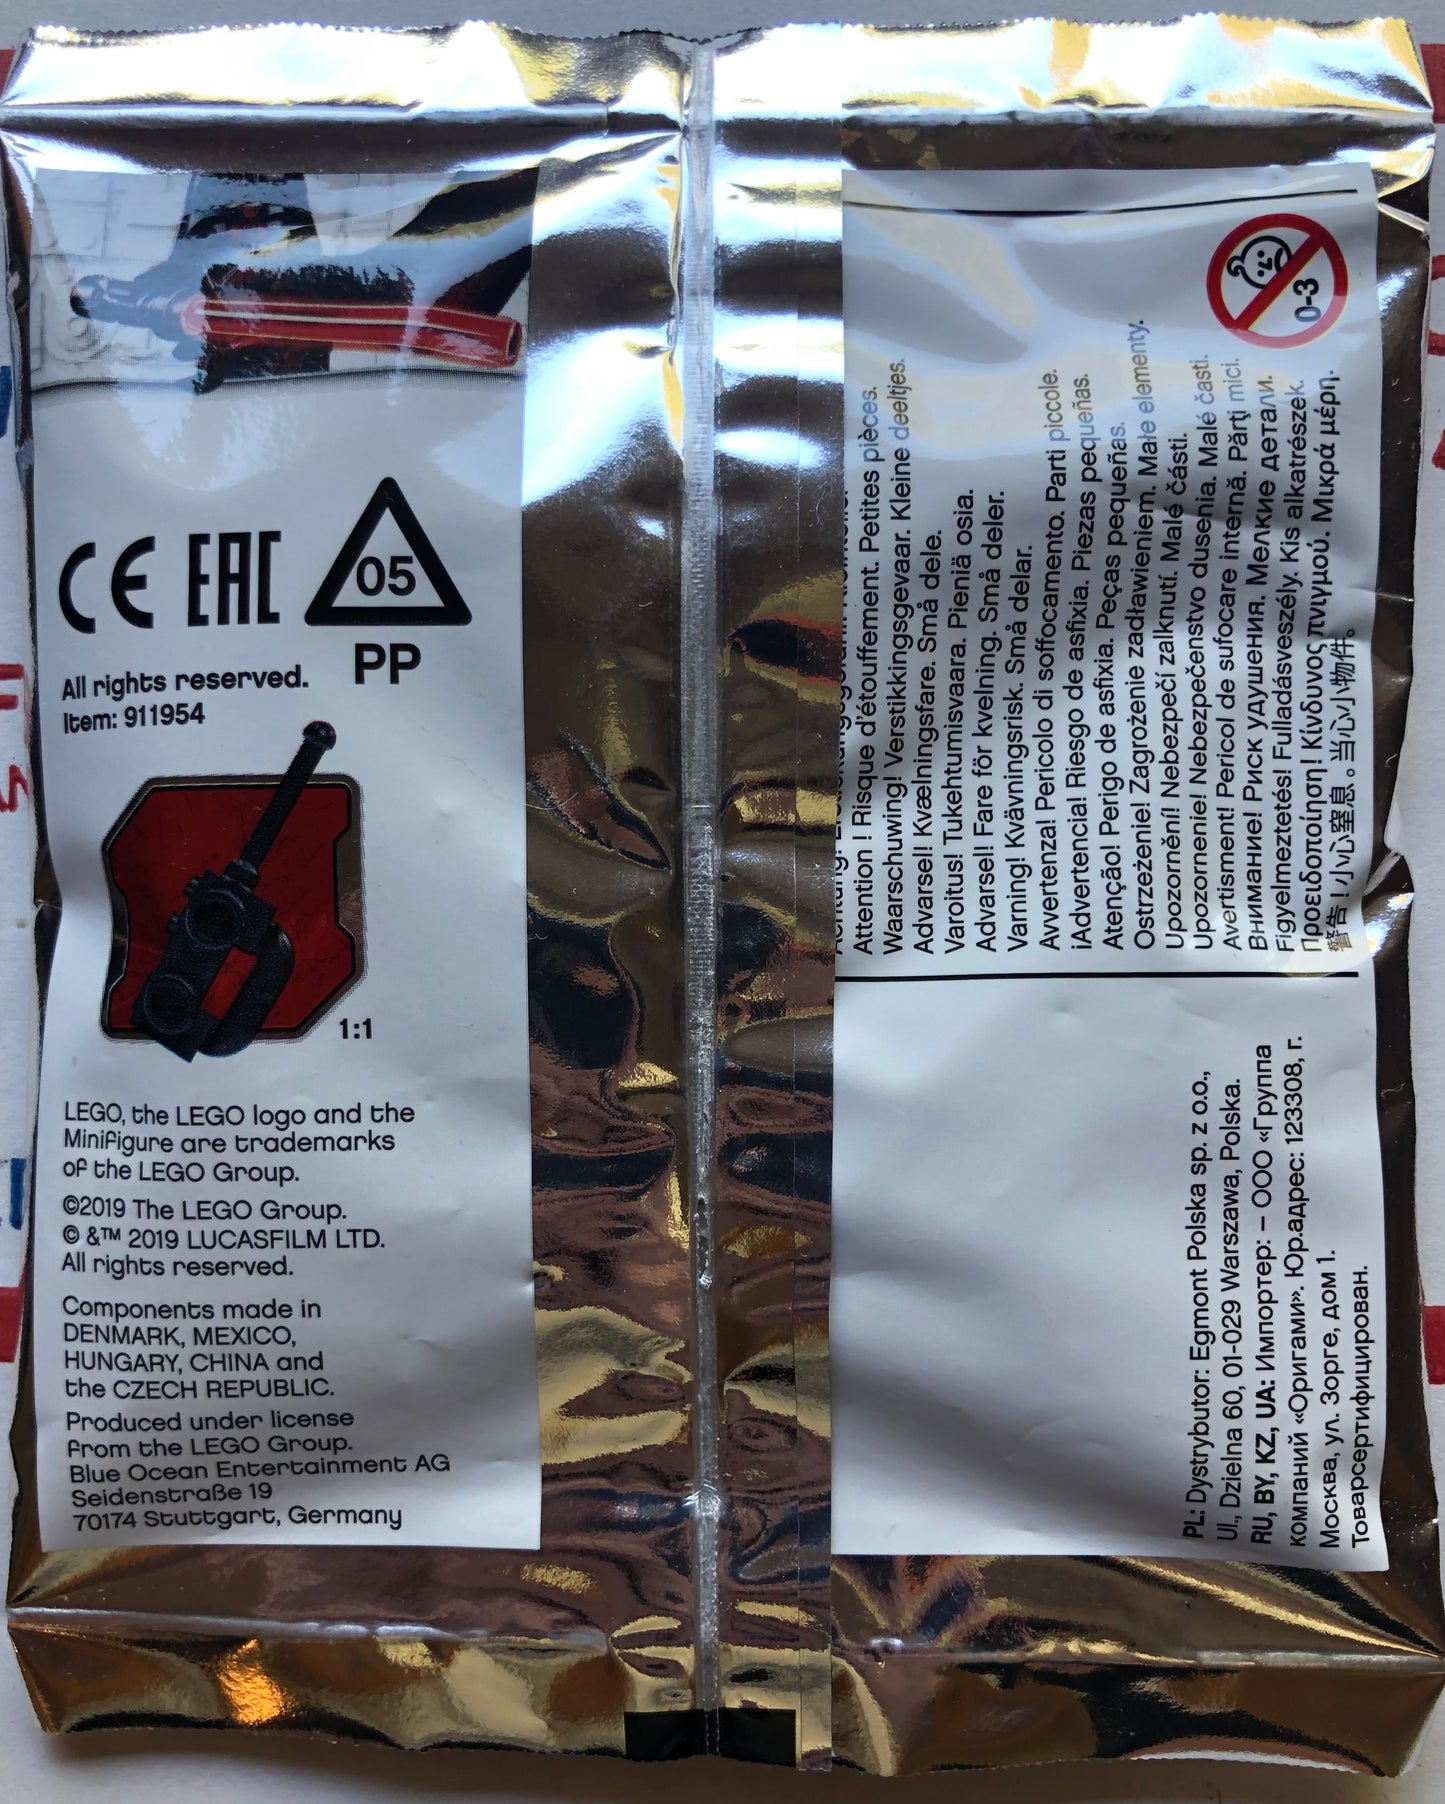 CE EAC
05
PP
All rights reserved.
Item: 911954
1:1
LEGO, the LEGO logo and the
Minifigure are trademarks
of the LEGO Group.
©2019 The LEGO Group.
© &™ 2019 LUCASFILM LTD.
All rights reserved.
Components made in
DENMARK, MEXICO,
HUNGARY, CHINA and
the CZECH REPUBLIC.
Produced under license
from the LEGO Group.
Blue Ocean Entertainment AG
Seidenstraße 19
70174 Stuttgart, Germany
0-3
Attention ! Risque d'étouffement. Petites pièces.
Waarschuwing! Verstikkingsgevaar. Kleine deeltjes.
Advarsel! Kvælningsfare. Små dele.
Varoitus! Tukehtumisvaara. Pieniä osia.
Advarsel! Fare för kvelning. Små deler.
Varning! Kvävningsrisk. Små delar.
Avvertenza! Pericolo di soffocamento. Parti piccole.
¡Advertencia! Riesgo de asfixia. Piezas pequeñas.
Atenção! Perigo de asfixia. Peças pequeñas.
Ostrzeżenie! Zagrożenie zadławieniem. Małe elementy.
Upozornění! Nebezpečí zalknutí. Malé části.
Upozornenie! Nebezpečenstvo dusenia. Malé časti.
Avertisment! Pericol de sufocare internă. Părţi mici.
Внимание! Риск удушения. Мелкие детали.
Figyelmeztetés! Fulladásveszély. Kis alkatrészek.
Προειδοποίηση! Κίνδυνος πνιγμού. Μικρά μέρη.
警告！小心窒息。当心小物件。
PL: Dystrybutor: Egmont Polska sp. z o.o.,
Ul., Dzielna 60, 01-029 Warszawa, Polska.
RU, BY, KZ, UA: Импортер: – ООО «Группа
компаний «Оригами». Юр.адрес: 123308, г.
Москва, ул. Зорге, дом 1.
Товарсертифицирован.